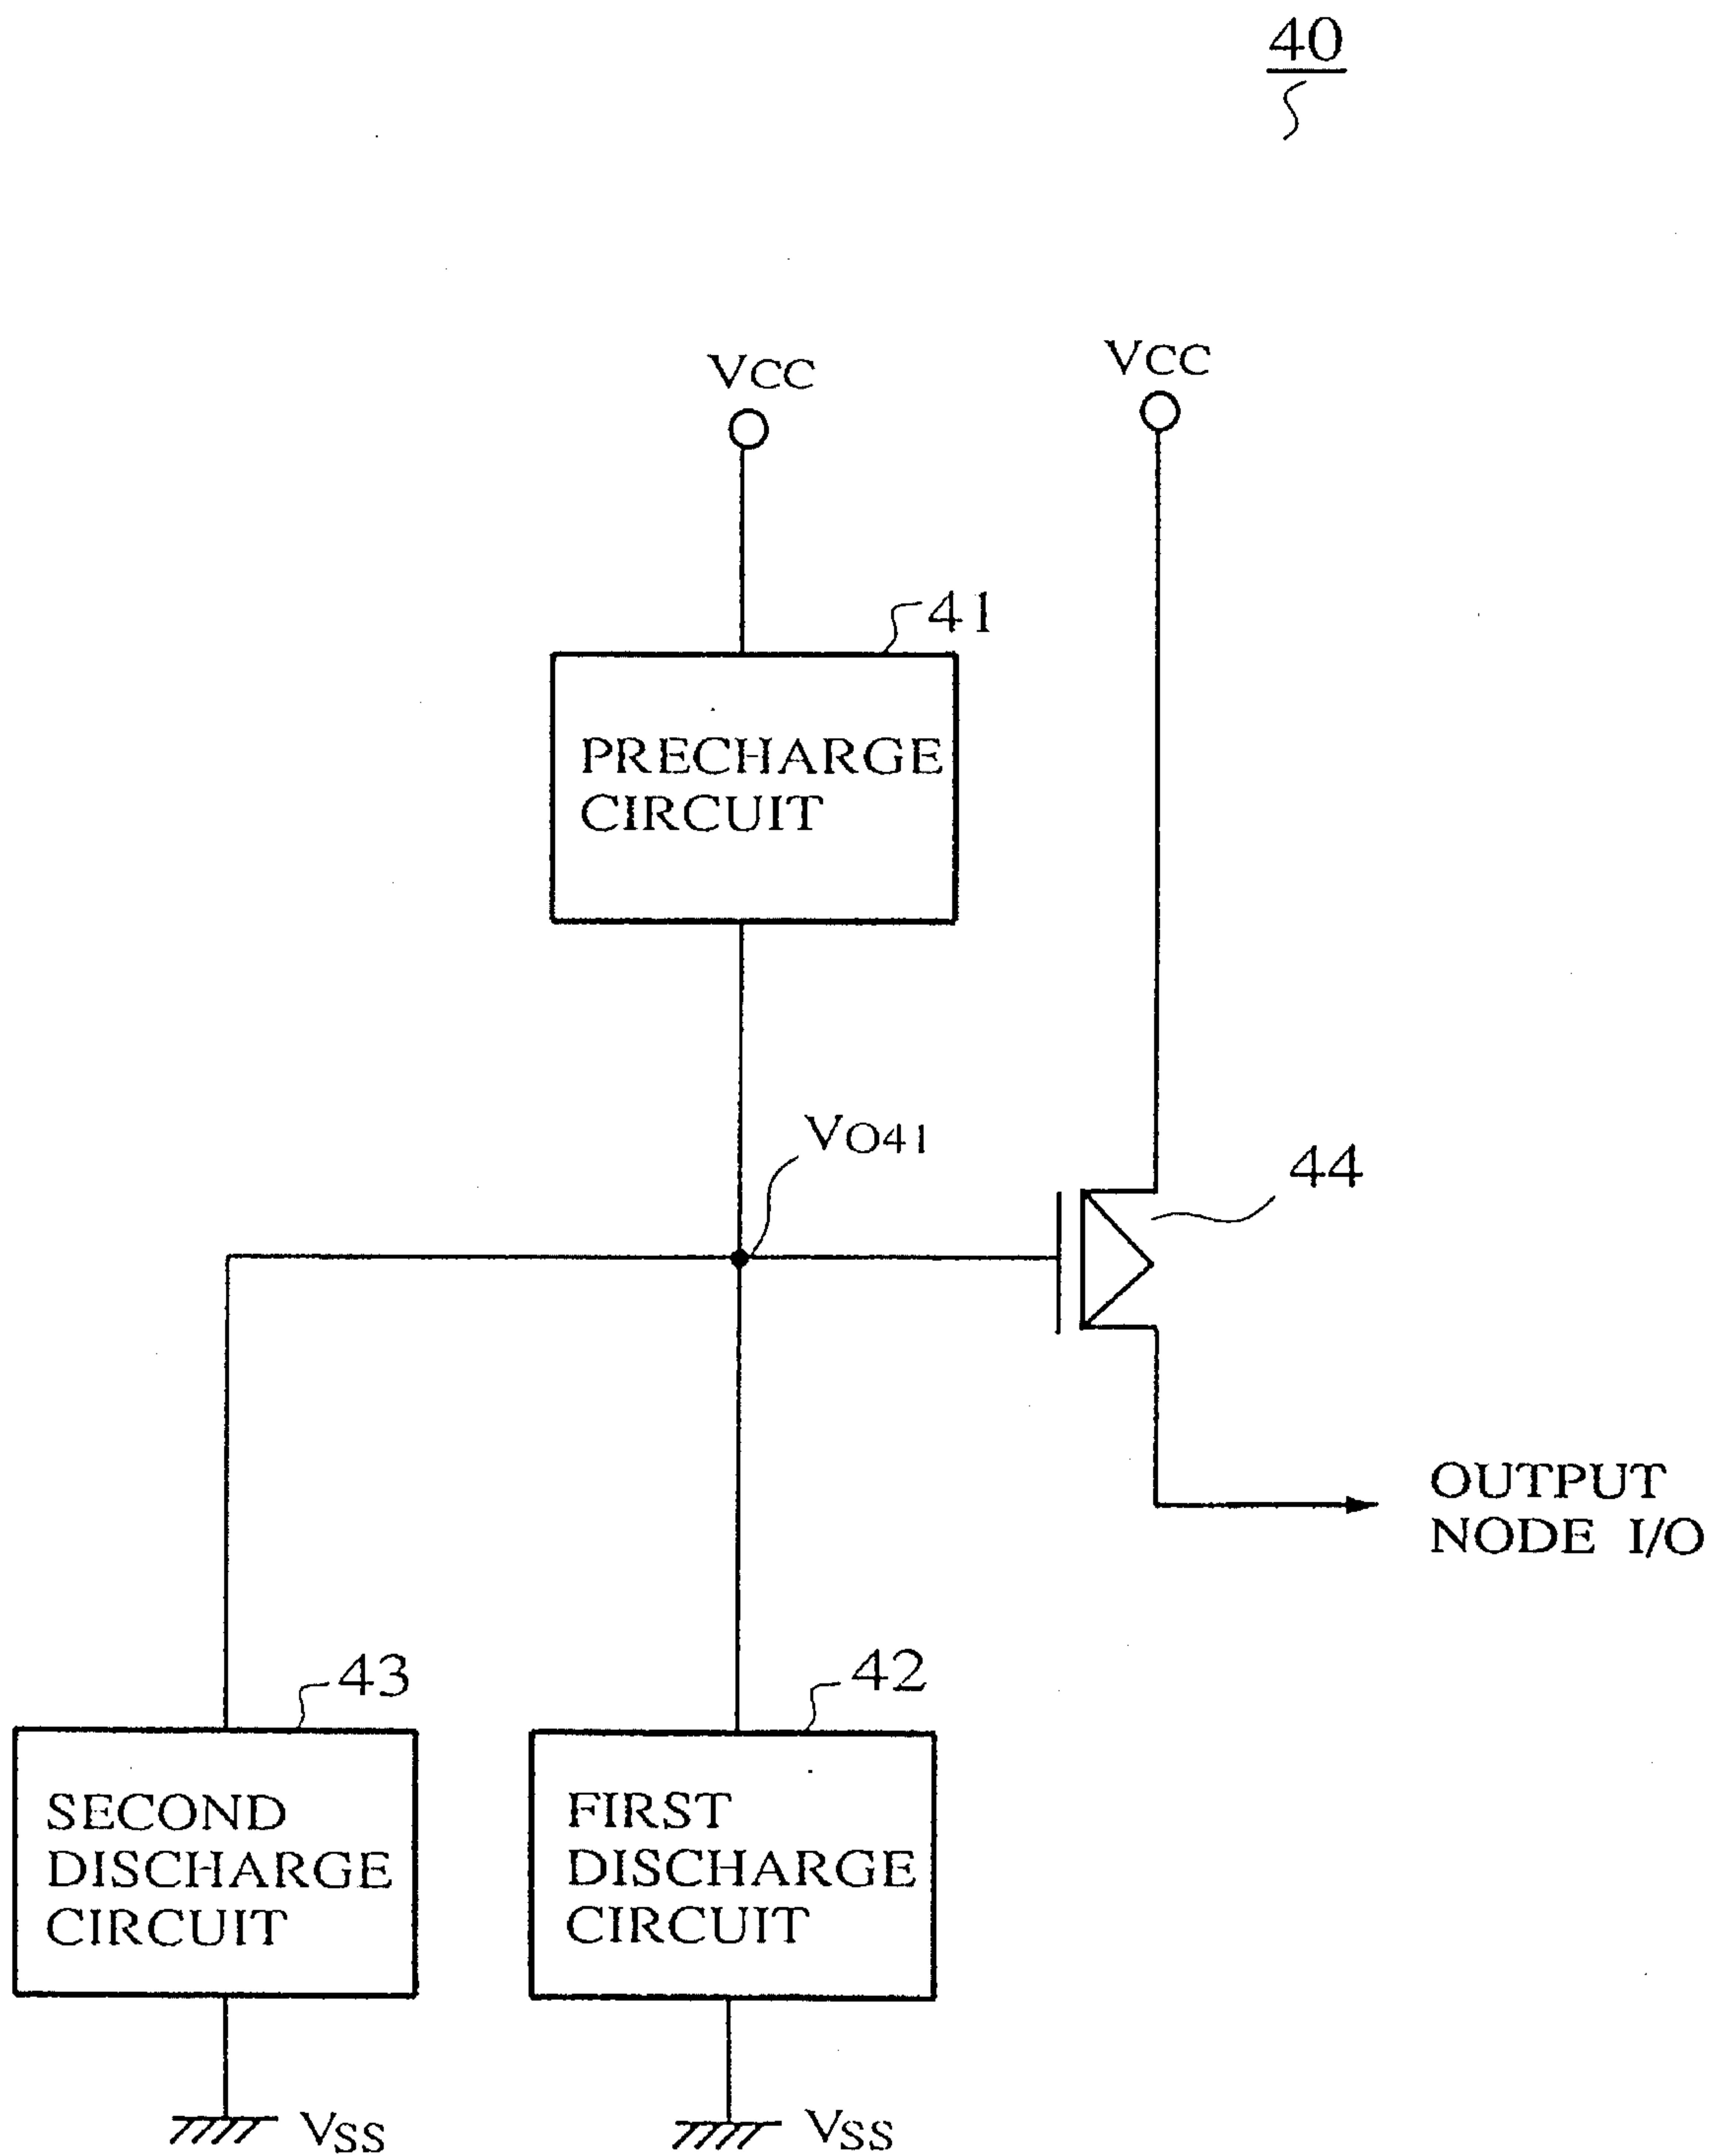 40
VCC
VCC
41
PRECHARGE
CIRCUIT
VO41
44
OUTPUT
NODE I/O
43
42
SECOND
DISCHARGE
CIRCUIT
FIRST
DISCHARGE
CIRCUIT
VSS
VSS